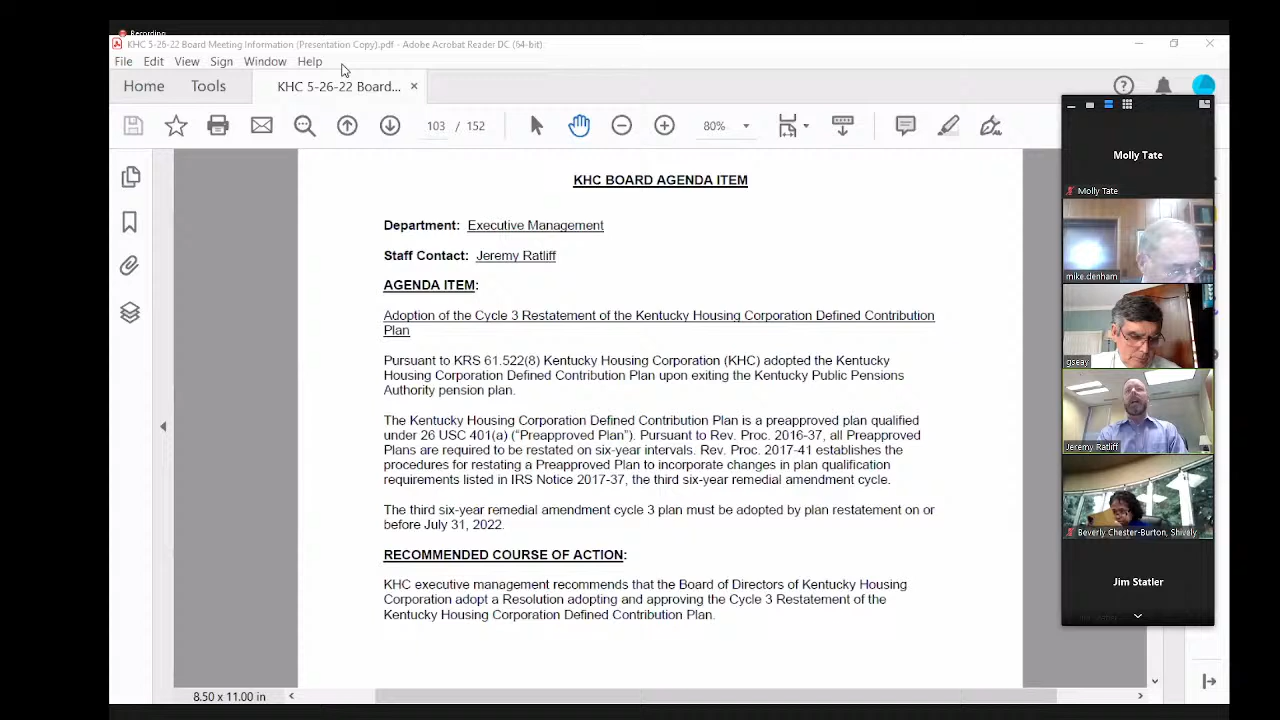 Recording
KHC 5-26-22 Board Meeting Information (Presentation Copy).pdf - Adobe Acrobat Reader DC (64-bit)
File Edit View Sign Window Help
Home Tools KHC 5-26-22 Board... ×
103 / 152 80%
KHC BOARD AGENDA ITEM
Department: Executive Management
Staff Contact: Jeremy Ratliff
AGENDA ITEM:
Adoption of the Cycle 3 Restatement of the Kentucky Housing Corporation Defined Contribution
Plan
Pursuant to KRS 61.522(8) Kentucky Housing Corporation (KHC) adopted the Kentucky
Housing Corporation Defined Contribution Plan upon exiting the Kentucky Public Pensions
Authority pension plan.
The Kentucky Housing Corporation Defined Contribution Plan is a preapproved plan qualified
under 26 USC 401(a) (“Preapproved Plan”). Pursuant to Rev. Proc. 2016-37, all Preapproved
Plans are required to be restated on six-year intervals. Rev. Proc. 2017-41 establishes the
procedures for restating a Preapproved Plan to incorporate changes in plan qualification
requirements listed in IRS Notice 2017-37, the third six-year remedial amendment cycle.
The third six-year remedial amendment cycle 3 plan must be adopted by plan restatement on or
before July 31, 2022.
RECOMMENDED COURSE OF ACTION:
KHC executive management recommends that the Board of Directors of Kentucky Housing
Corporation adopt a Resolution adopting and approving the Cycle 3 Restatement of the
Kentucky Housing Corporation Defined Contribution Plan.
8.50 x 11.00 in
Molly Tate
Molly Tate
mike.denham
gseay
Jeremy Ratliff
Beverly Chester-Burton, Shively
Jim Statler